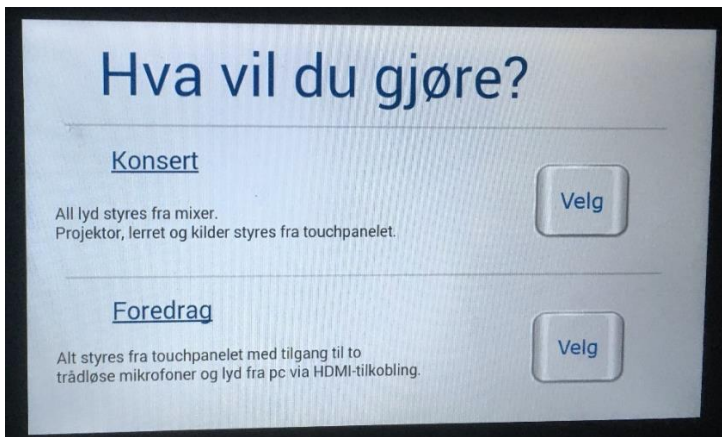 Hva vil du gjøre?
Konsert
All lyd styres fra mixer.
Projektor, lerret og kilder styres fra touchpanelet.
Velg
Foredrag
Alt styres fra touchpanelet med tilgang til to
trådløse mikrofoner og lyd fra pc via HDMI-tilkobling.
Velg